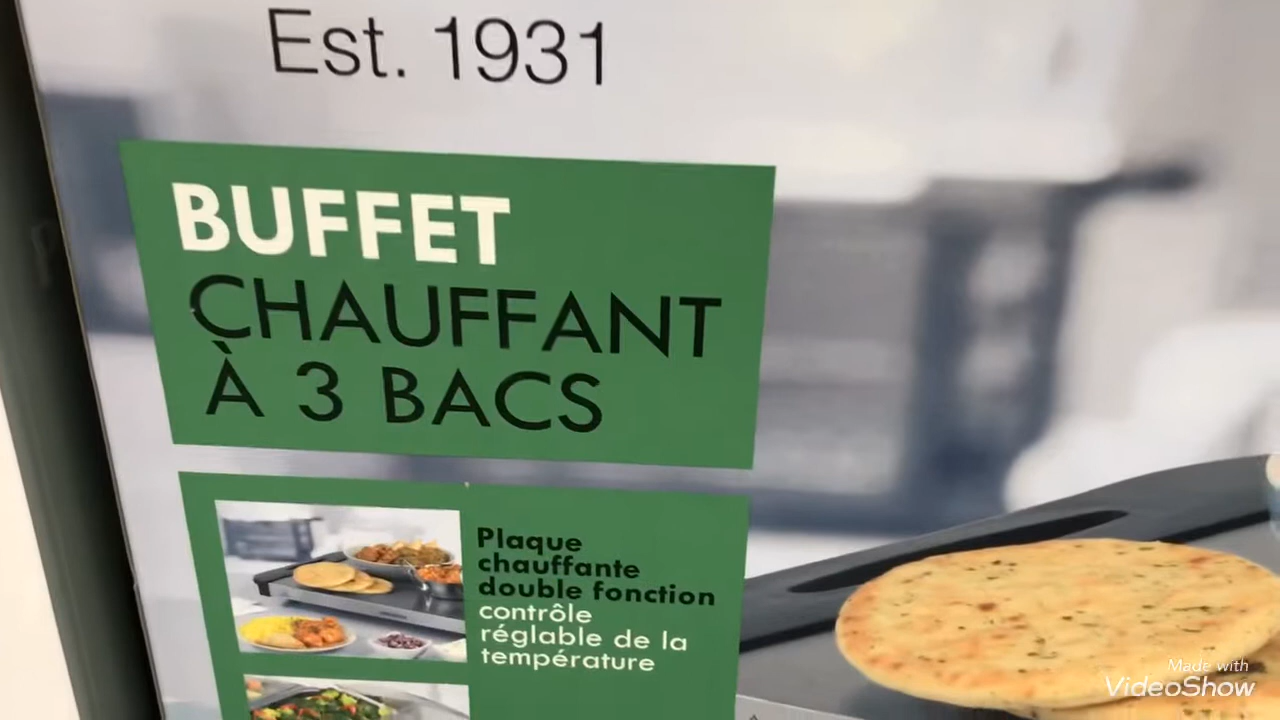 Est. 1931
BUFFET
CHAUFFANT
À 3 BACS
Plaque
chauffante
double fonction
contrôle
réglable de la
température
Made with
VideoShow